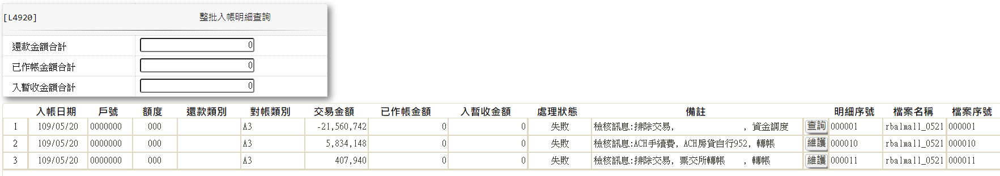 [L4920] 整批入帳明細查詢
還款金額合計 0
已作帳金額合計 0
入暫收金額合計 0
入帳日期 戶號 額度 還款類別 對帳類別 交易金額 已作帳金額 入暫收金額 處理狀態 備註 明細序號 檔案名稱 檔案序號
1 109/05/20 0000000 000 A3 -21,560,742 0 0 失敗 檢核訊息:排除交易, , 資金調度 查詢 000001 rbalmall_0521 000001
2 109/05/20 0000000 000 A3 5,834,148 0 0 失敗 檢核訊息:ACH手續費, ACH房貸自行952, 轉帳 維護 000010 rbalmall_0521 000010
3 109/05/20 0000000 000 A3 407,940 0 0 失敗 檢核訊息:排除交易, 票交所轉帳 , 轉帳 維護 000011 rbalmall_0521 000011